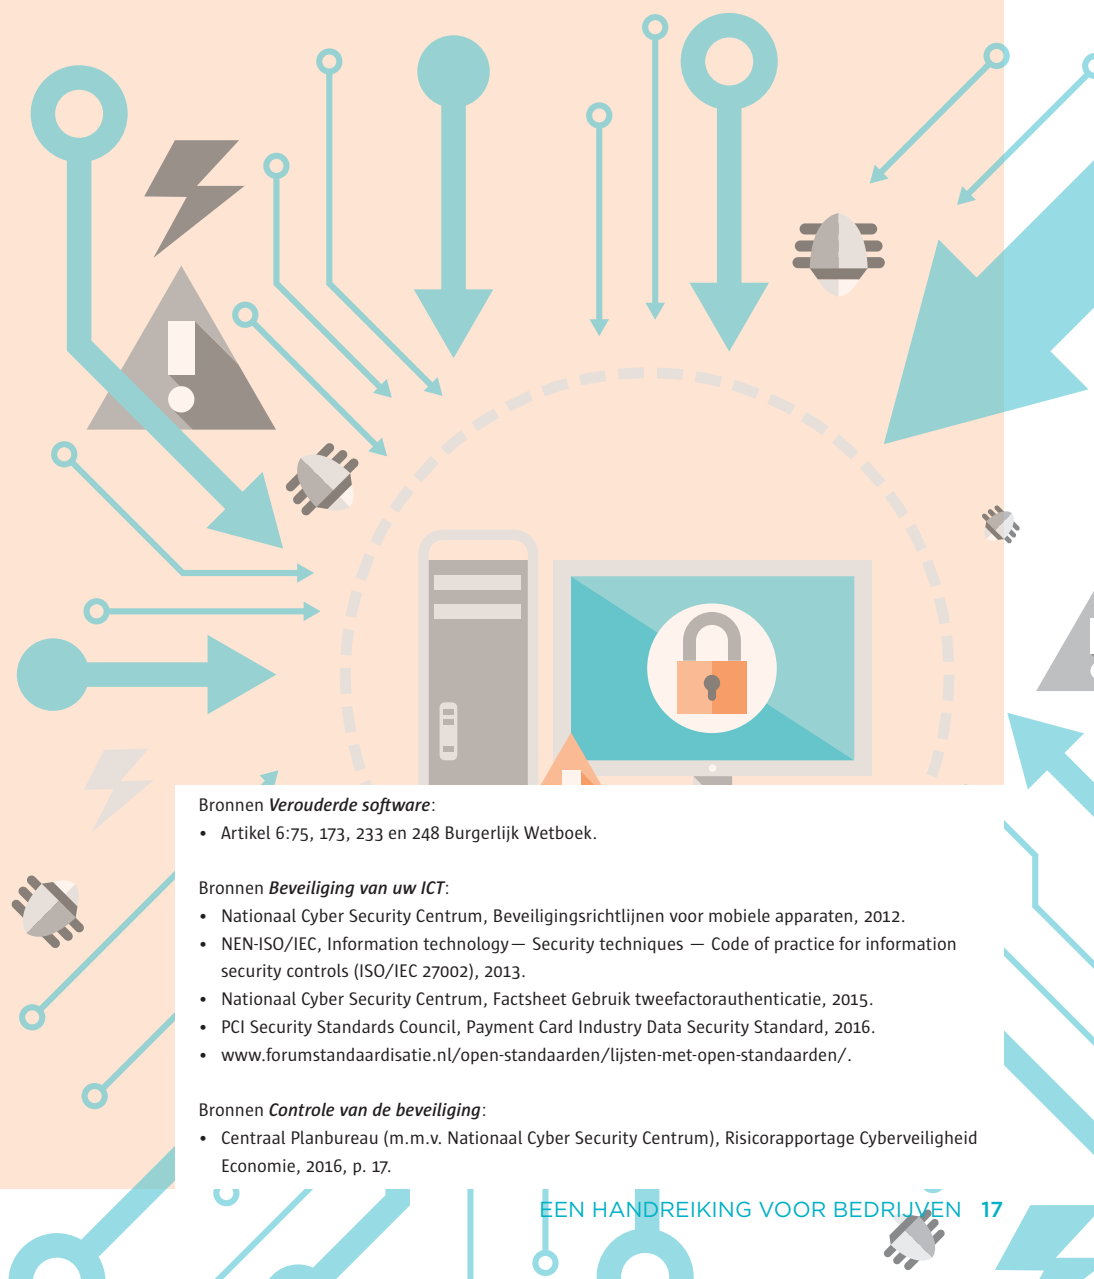 Bronnen Verouderde software:
• Artikel 6:75, 173, 233 en 248 Burgerlijk Wetboek.
Bronnen Beveiliging van uw ICT:
• Nationaal Cyber Security Centrum, Beveiligingsrichtlijnen voor mobiele apparaten, 2012.
• NEN-ISO/IEC, Information technology— Security techniques — Code of practice for information
security controls (ISO/IEC 27002), 2013.
• Nationaal Cyber Security Centrum, Factsheet Gebruik tweefactorauthenticatie, 2015.
• PCI Security Standards Council, Payment Card Industry Data Security Standard, 2016.
• www.forumstandaardisatie.nl/open-standaarden/lijsten-met-open-standaarden/.
Bronnen Controle van de beveiliging:
• Centraal Planbureau (m.m.v. Nationaal Cyber Security Centrum), Risicorapportage Cyberveiligheid
Economie, 2016, p. 17.
EEN HANDREIKING VOOR BEDRIJVEN 17